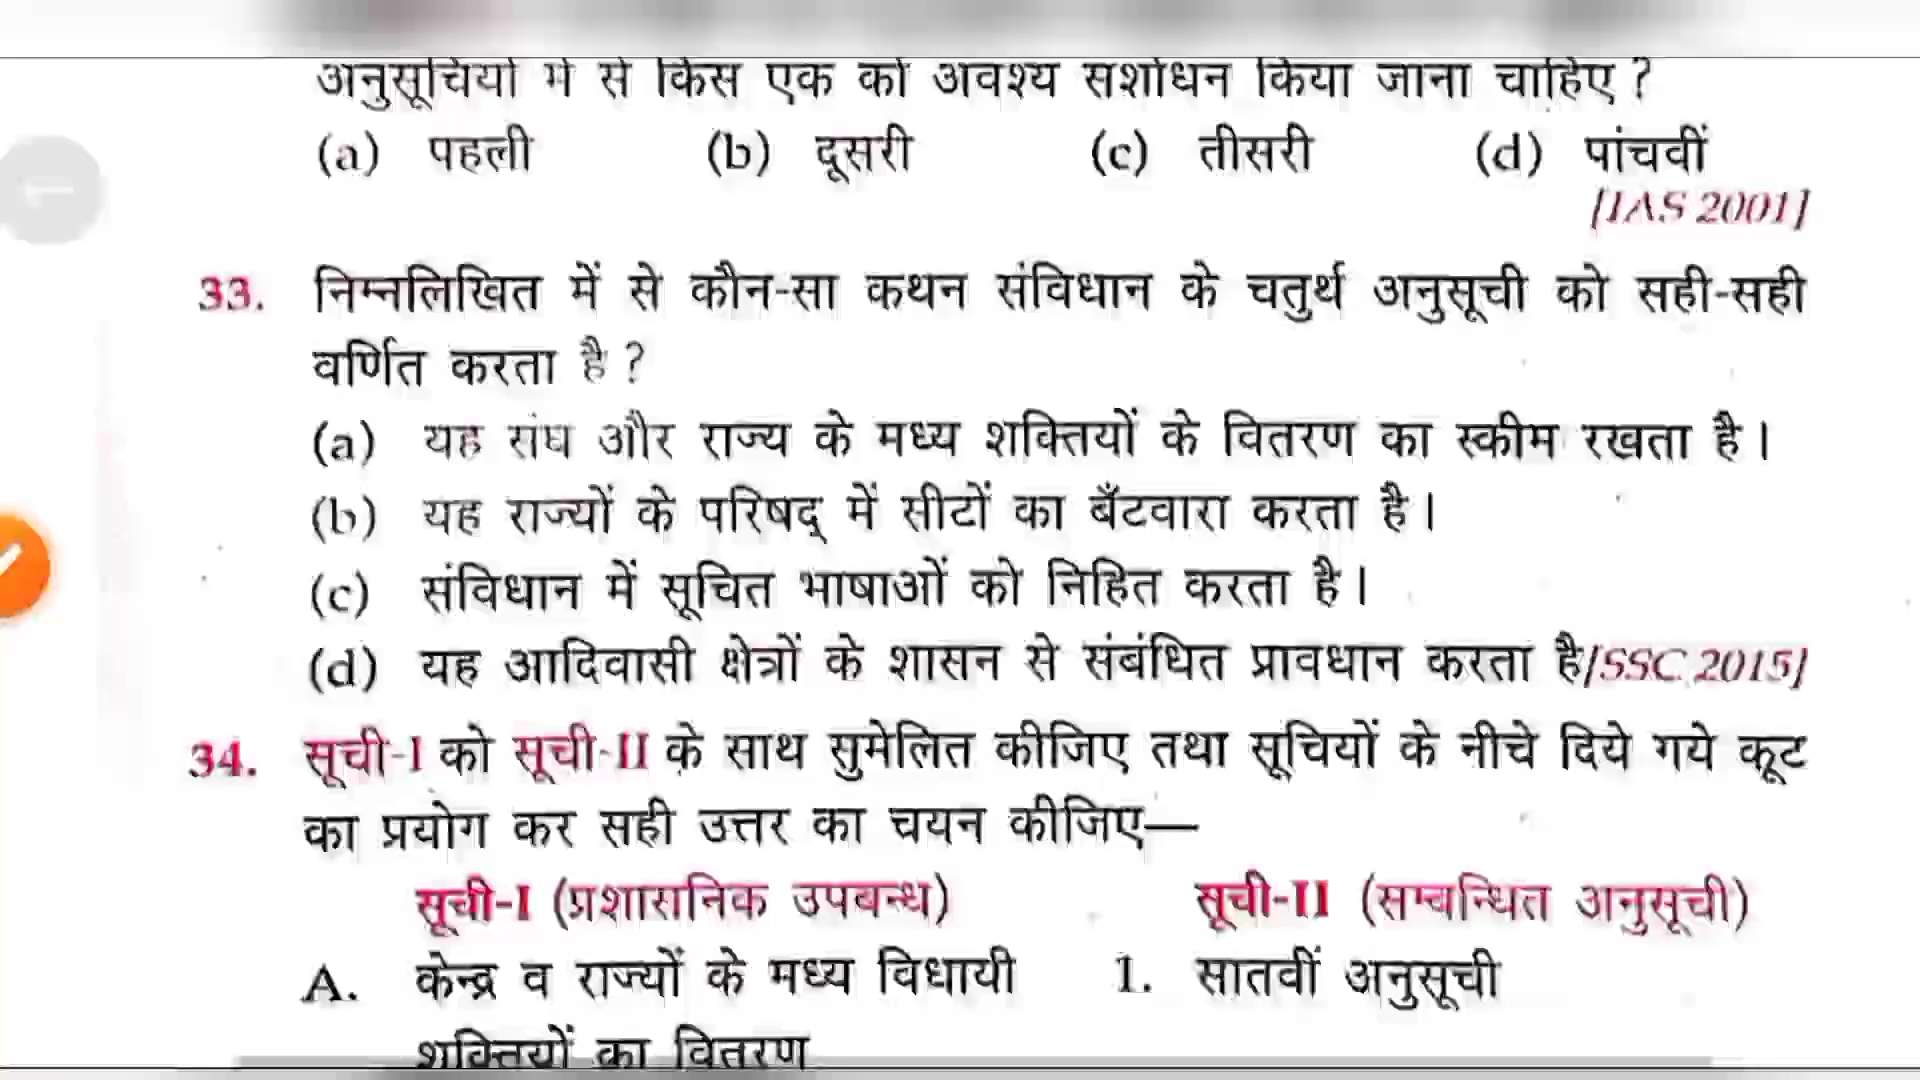 अनुसूचियों में से किस एक को अवश्य संशोधन किया जाना चाहिए ?
(a) पहली (b) दूसरी (c) तीसरी (d) पांचवीं
[IAS 2001]
33. निम्नलिखित में से कौन-सा कथन संविधान के चतुर्थ अनुसूची को सही-सही
वर्णित करता है ?
(a) यह संघ और राज्य के मध्य शक्तियों के वितरण का स्कीम रखता है।
(b) यह राज्यों के परिषद् में सीटों का बँटवारा करता है।
(c) संविधान में सूचित भाषाओं को निहित करता है।
(d) यह आदिवासी क्षेत्रों के शासन से संबंधित प्रावधान करता है[SSC 2015]
34. सूची-I को सूची-II के साथ सुमेलित कीजिए तथा सूचियों के नीचे दिये गये कूट
का प्रयोग कर सही उत्तर का चयन कीजिए—
सूची-I (प्रशासनिक उपबन्ध) सूची-II (सम्बन्धित अनुसूची)
A. केन्द्र व राज्यों के मध्य विधायी 1. सातवीं अनुसूची
शक्तियों का वितरण